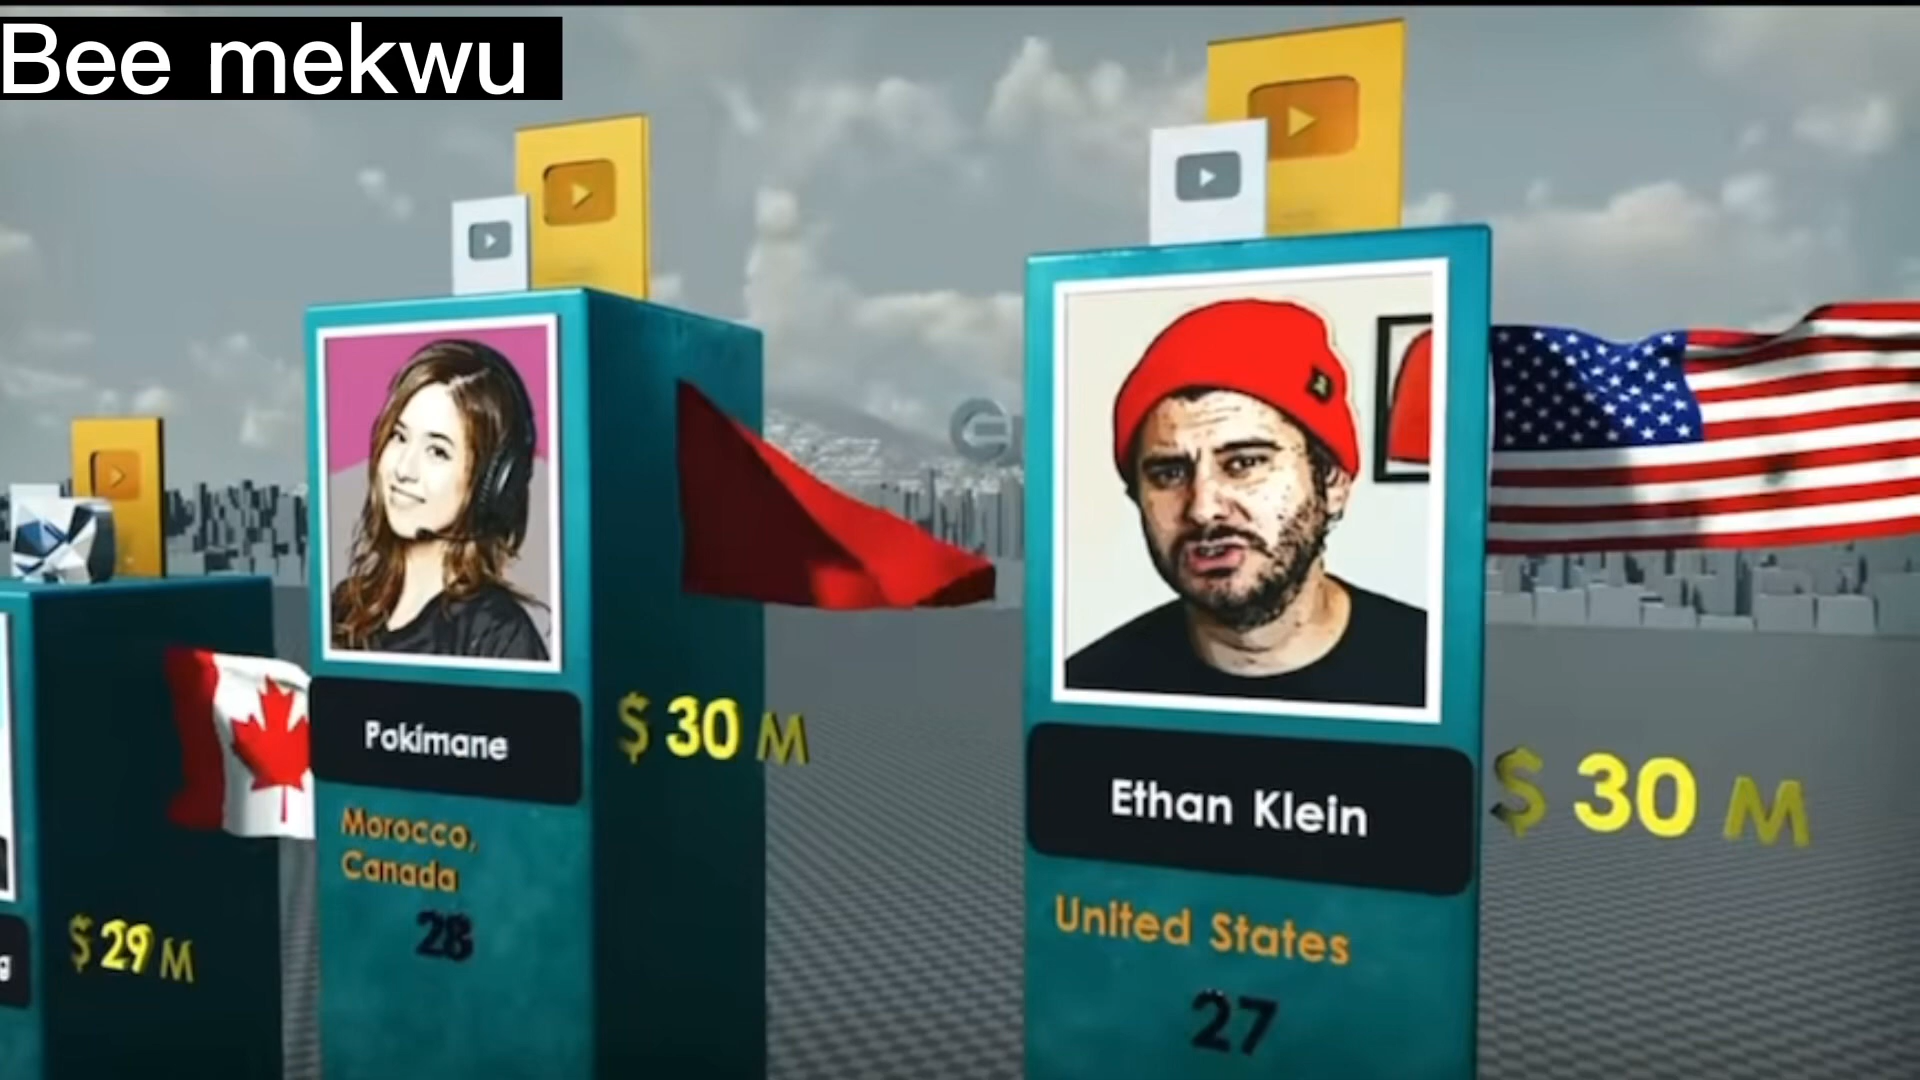 Bee mekwu
Pokimane
$ 30 M
Morocco,
Canada
28
Ethan Klein
$ 30 M
United States
27
$ 29 M
g